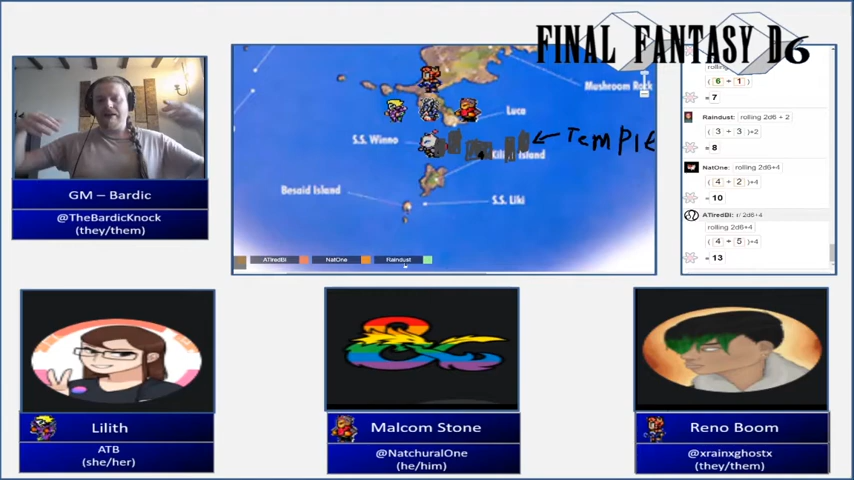 FINAL FANTASY D6
GM – Bardic
@TheBardicKnock
(they/them)
Mushroom Rock
Luca
S.S. Winno
TEMPLE
Island
Besaid Island
S.S. Liki
ATiredBi
NatOne
Raindust
rolling
( 6 + 1 )
= 7
Raindust: rolling 2d6 + 2
( 3 + 3 )+2
= 8
NatOne: rolling 2d6+4
( 4 + 2 )+4
= 10
ATiredBi: r/ 2d6+4
rolling 2d6+4
( 4 + 5 )+4
= 13
Lilith
ATB
(she/her)
Malcom Stone
@NatchuralOne
(he/him)
Reno Boom
@xrainxghostx
(they/them)